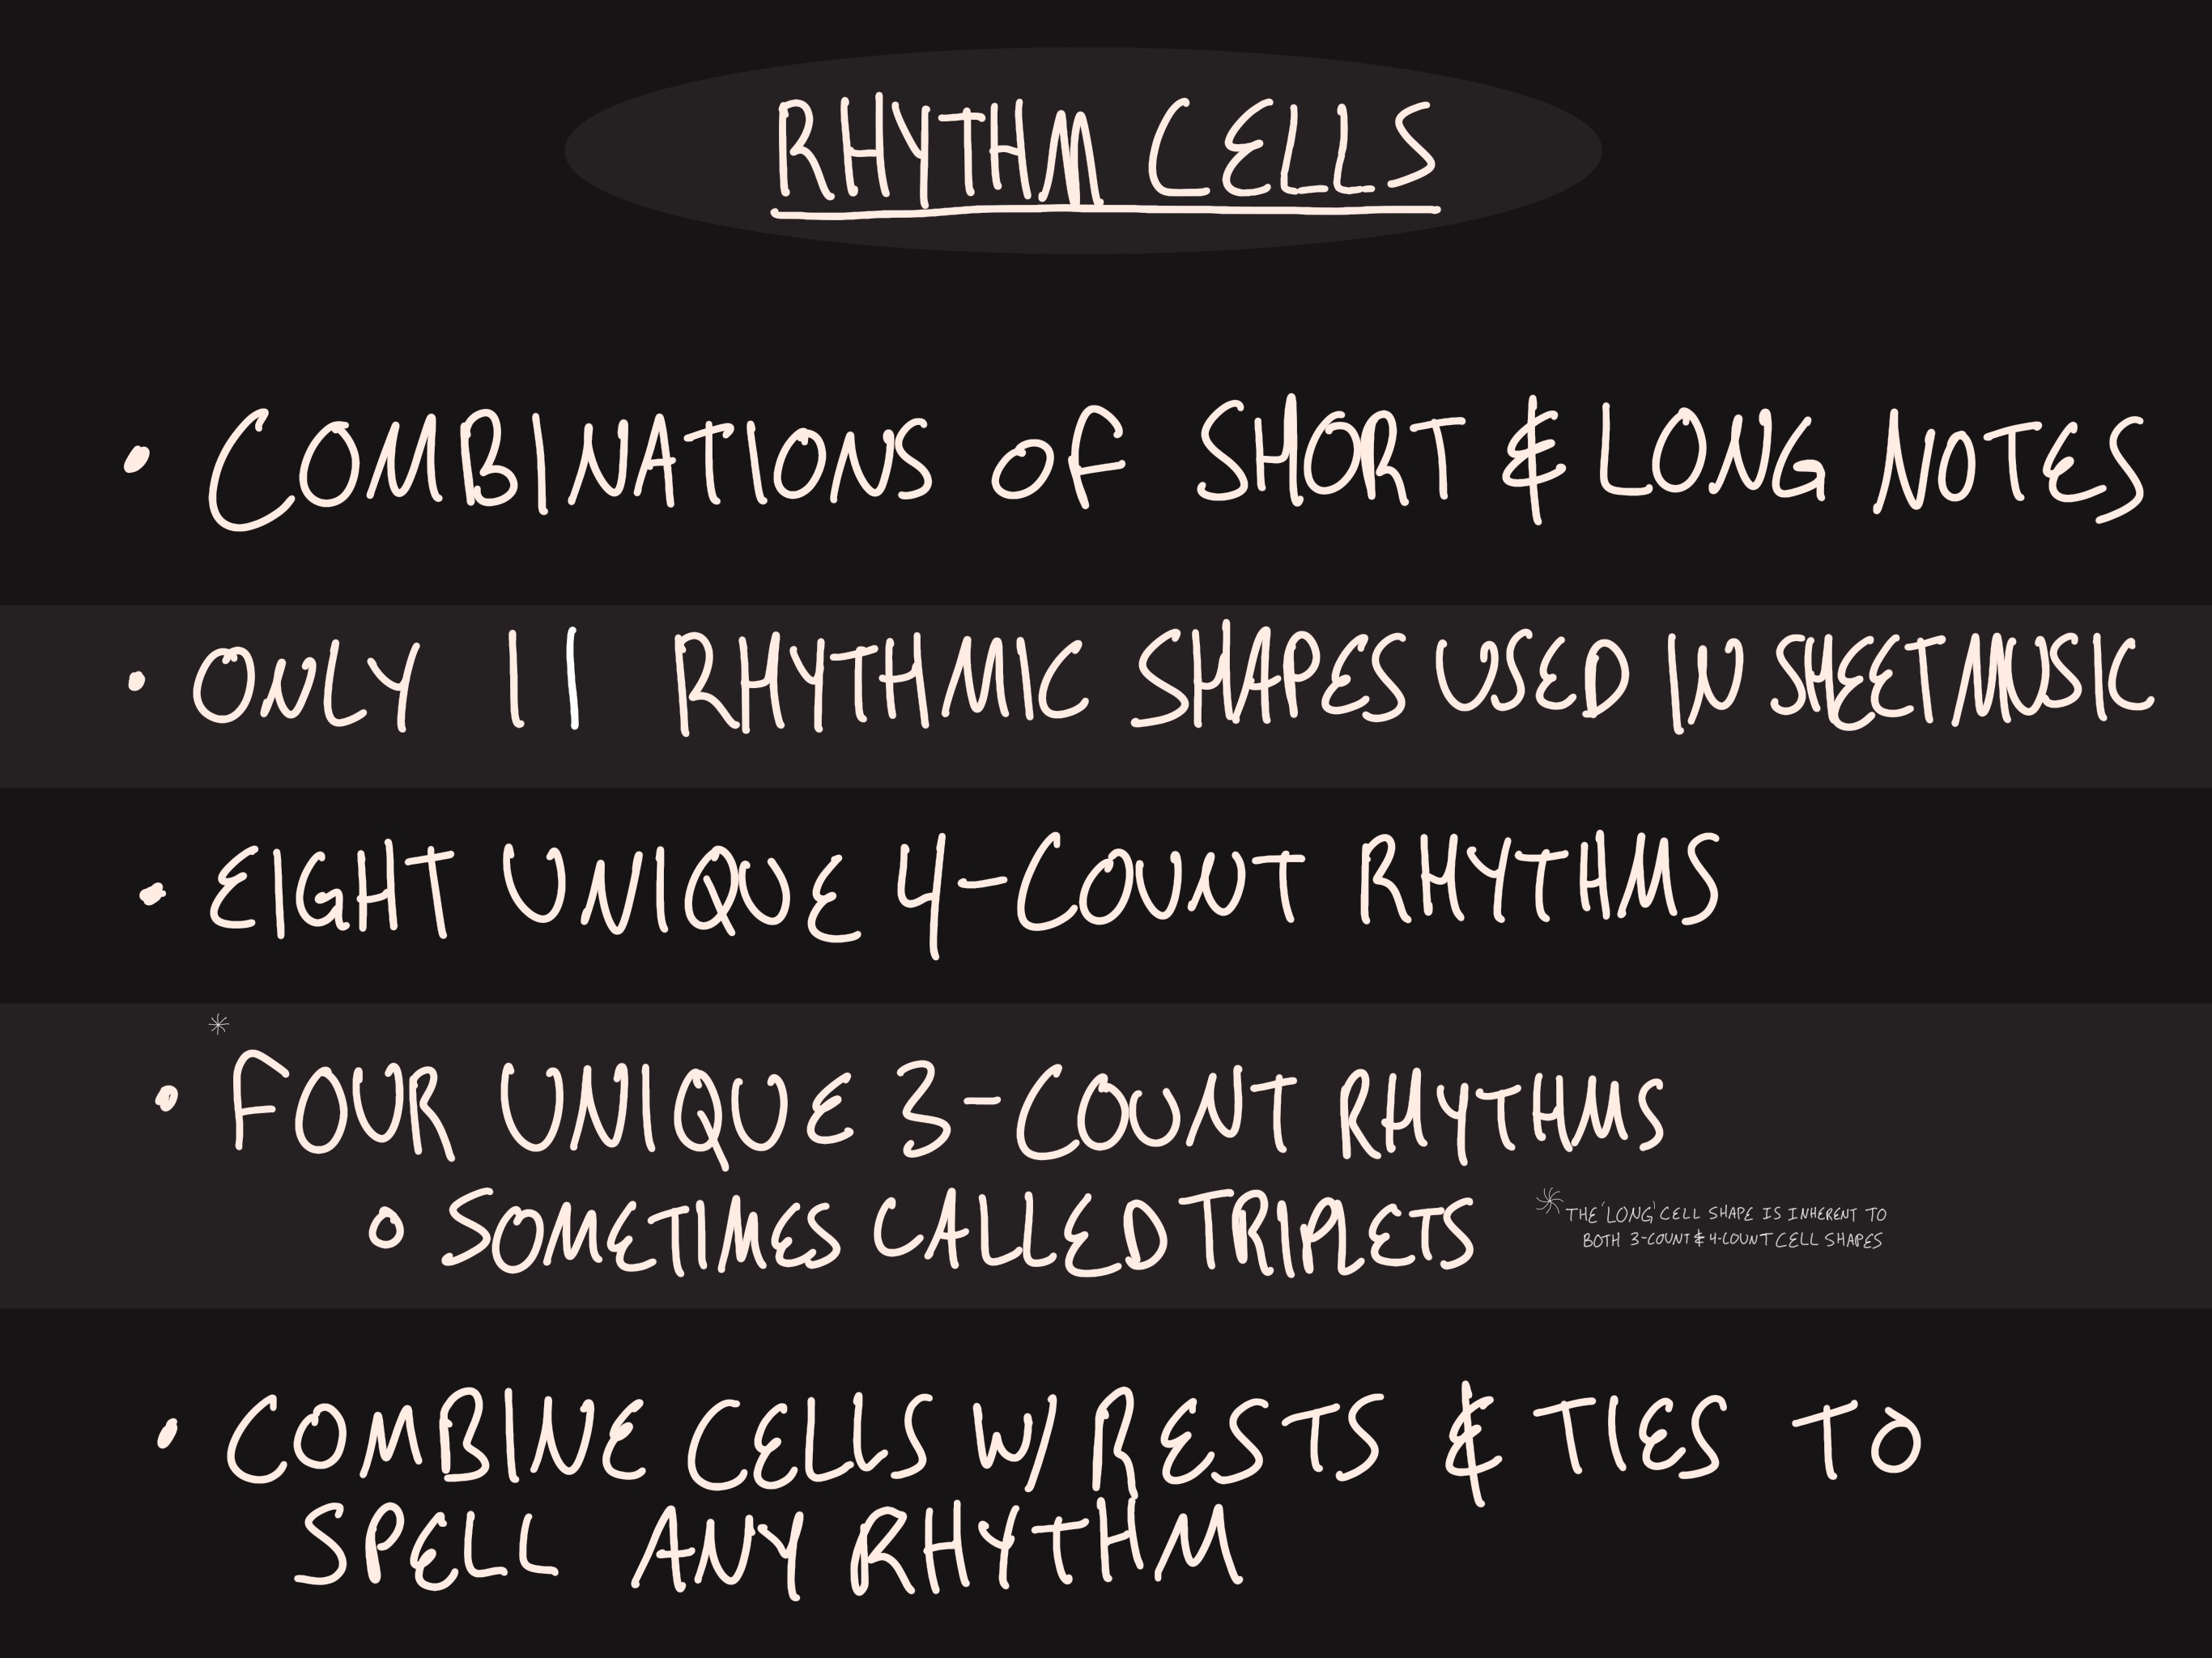 RHYTHM CELLS
• COMBINATIONS OF SHORT & LONG NOTES
• ONLY 11 RHYTHMIC SHAPES USED IN SHEET MUSIC
• EIGHT UNIQUE 4-COUNT RHYTHMS
*
• FOUR UNIQUE 3-COUNT RHYTHMS
○ SOMETIMES CALLED TRIPLETS
* THE 'LONG' CELL SHAPE IS INHERENT TO
BOTH 3-COUNT & 4-COUNT CELL SHAPES
• COMBINE CELLS W/ RESTS & TIES TO
SPELL ANY RHYTHM